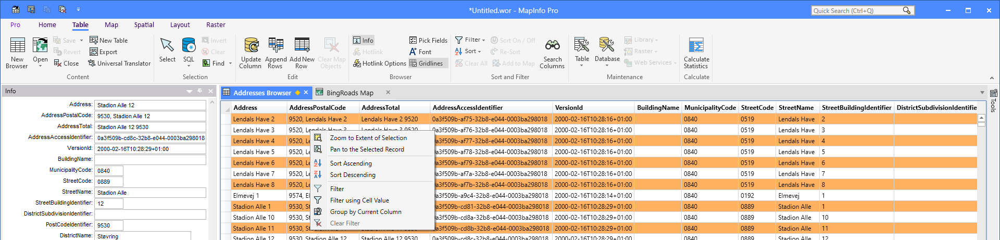 *Untitled.wor - MapInfo Pro
Quick Search (Ctrl+Q)
Pro Home Table Map Spatial Layout Raster
New Browser
Open
Save
Revert
Close
New Table
Export
Universal Translator
Content
Select
SQL
Invert
Clear
Find
Selection
Update Column
Append Rows
Add New Row
Clear Map Objects
Edit
Info
Hotlink
Hotlink Options
Pick Fields
Font
Gridlines
Browser
Filter
Sort
Clear All
Sort On / Off
Re-Sort
Add to Map
Search Columns
Sort and Filter
Table
Database
Library
Raster
Web Services
Maintenance
Calculate Statistics
Calculate
Info
Address: Stadion Alle 12
AddressPostalCode: 9530, Stadion Alle 12
AddressTotal: Stadion Alle 12 9530
AddressAccessIdentifier: 0a3f509b-cd8c-32b8-e044-0003ba298018
VersionId: 2000-02-16T10:28:29+01:00
BuildingName:
MunicipalityCode: 0840
StreetCode: 0889
StreetName: Stadion Alle
StreetBuildingIdentifier: 12
DistrictSubdivisionIdentifier:
PostCodeIdentifier: 9530
DistrictName: Støvring
Addresses Browser
BingRoads Map
Tools
Address AddressPostalCode AddressTotal AddressAccessIdentifier VersionId BuildingName MunicipalityCode StreetCode StreetName StreetBuildingIdentifier DistrictSubdivisionIdentifie
Lendals Have 2 9520, Lendals Have 2 Lendals Have 2 9520 0a3f509b-af75-32b8-e044-0003ba298018 2000-02-16T10:28:16+01:00 0840 0519 Lendals Have 2
Lendals Have 3 9520, Lendals Have 3 Lendals Have 3 9520 0a3f509b-af76-32b8-e044-0003ba298018 2000-02-16T10:28:16+01:00 0840 0519 Lendals Have 3
Lendals Have 4 9520, Le 0a3f509b-af77-32b8-e044-0003ba298018 2000-02-16T10:28:16+01:00 0840 0519 Lendals Have 4
Lendals Have 5 9520, Le 0a3f509b-af78-32b8-e044-0003ba298018 2000-02-16T10:28:16+01:00 0840 0519 Lendals Have 5
Lendals Have 6 9520, Le 0a3f509b-af79-32b8-e044-0003ba298018 2000-02-16T10:28:16+01:00 0840 0519 Lendals Have 6
Lendals Have 7 9520, Le 0a3f509b-af7a-32b8-e044-0003ba298018 2000-02-16T10:28:16+01:00 0840 0519 Lendals Have 7
Lendals Have 8 9520, Le 0a3f509b-af7b-32b8-e044-0003ba298018 2000-02-16T10:28:16+01:00 0840 0519 Lendals Have 8
Elmevej 1 9574, El 0a3f509b-a9c4-32b8-e044-0003ba298018 2000-02-16T10:28:14+01:00 0840 0192 Elmevej 1
Stadion Alle 1 9530, St 0a3f509b-cd81-32b8-e044-0003ba298018 2000-02-16T10:28:29+01:00 0840 0889 Stadion Alle 1
Stadion Alle 10 9530, St 0a3f509b-cd8a-32b8-e044-0003ba298018 2000-02-16T10:28:29+01:00 0840 0889 Stadion Alle 10
Stadion Alle 11 9530, St 0a3f509b-cd8b-32b8-e044-0003ba298018 2000-02-16T10:28:29+01:00 0840 0889 Stadion Alle 11
Stadion Alle 12 9530, Stadion Alle 12 Stadion Alle 12 9530 0a3f509b-cd8c-32b8-e044-0003ba298018 2000-02-16T10:28:29+01:00 0840 0889 Stadion Alle 12
Zoom to Extent of Selection
Pan to the Selected Record
Sort Ascending
Sort Descending
Filter
Filter using Cell Value
Group by Current Column
Clear Filter